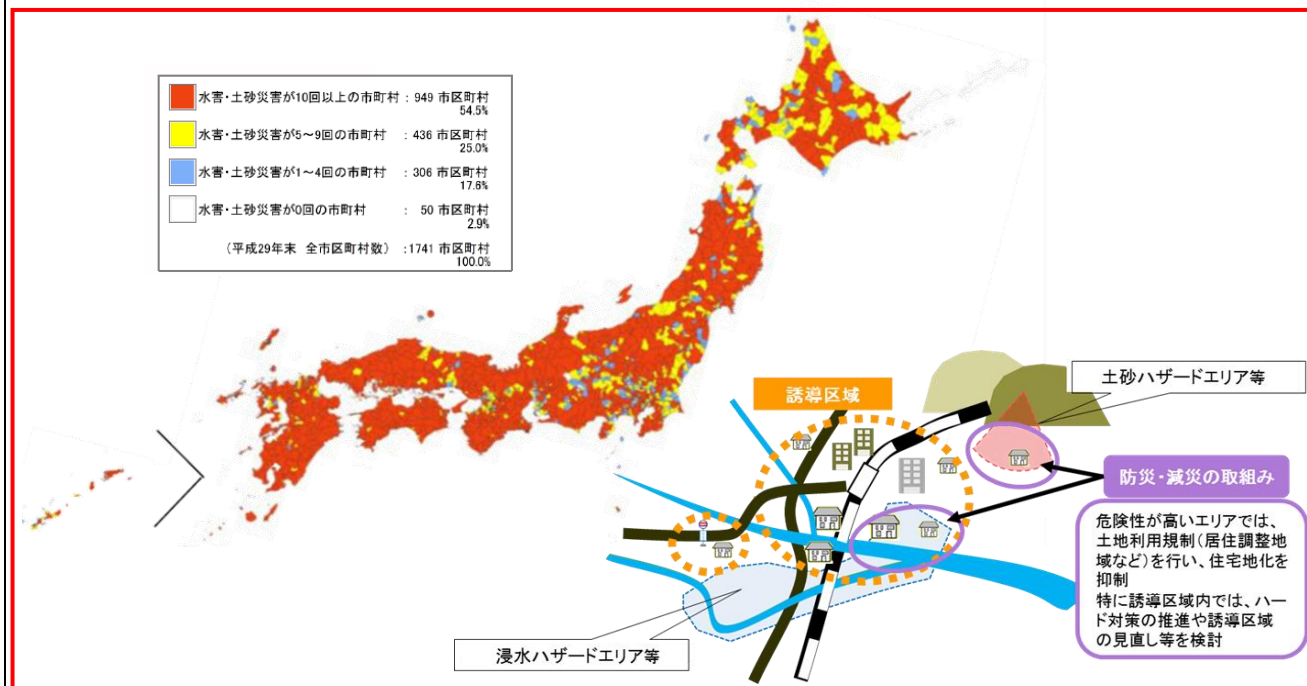 水害・土砂災害が10回以上の市町村 : 949 市区町村
54.5%
水害・土砂災害が5～9回の市町村 : 436 市区町村
25.0%
水害・土砂災害が1～4回の市町村 : 306 市区町村
17.6%
水害・土砂災害が0回の市町村 : 50 市区町村
2.9%
（平成29年末 全市区町村数） :1741 市区町村
100.0%
誘導区域
土砂ハザードエリア等
防災・減災の取組み
危険性が高いエリアでは、
土地利用規制（居住調整地
域など）を行い、住宅地化を
抑制
特に誘導区域内では、ハー
ド対策の推進や誘導区域
の見直し等を検討
浸水ハザードエリア等